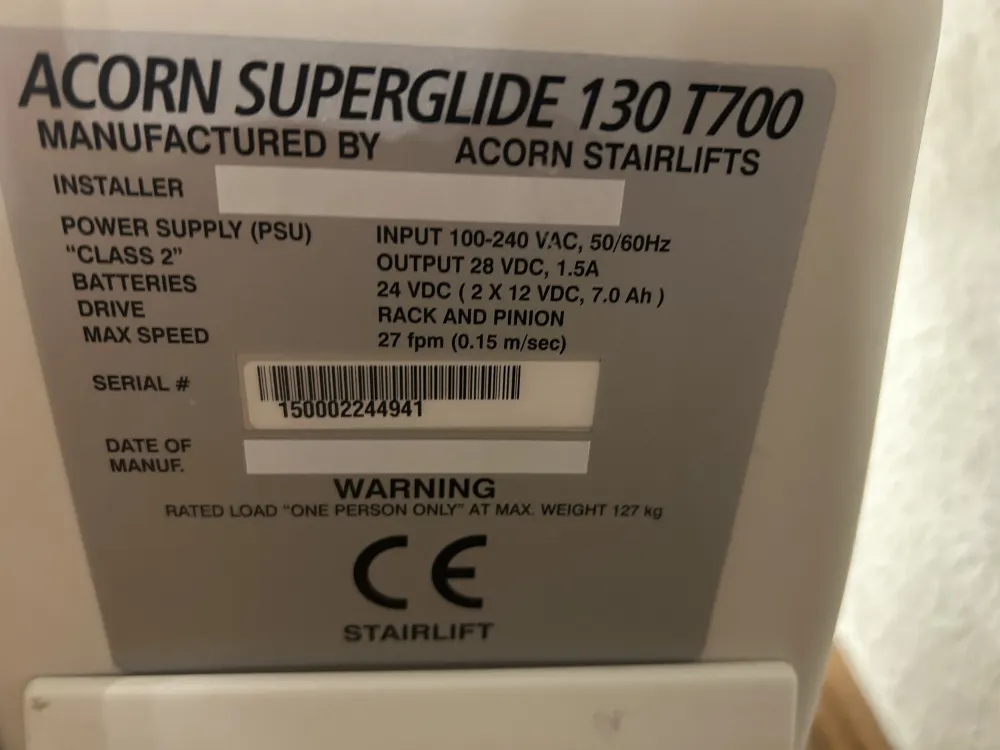 ACORN SUPERGLIDE 130 T700
MANUFACTURED BY ACORN STAIRLIFTS
INSTALLER
POWER SUPPLY (PSU) INPUT 100-240 VAC, 50/60Hz
"CLASS 2" OUTPUT 28 VDC, 1.5A
BATTERIES 24 VDC ( 2 X 12 VDC, 7.0 Ah )
DRIVE RACK AND PINION
MAX SPEED 27 fpm (0.15 m/sec)
SERIAL # 150002244941
DATE OF
MANUF.
WARNING
RATED LOAD "ONE PERSON ONLY" AT MAX. WEIGHT 127 kg
CE
STAIRLIFT